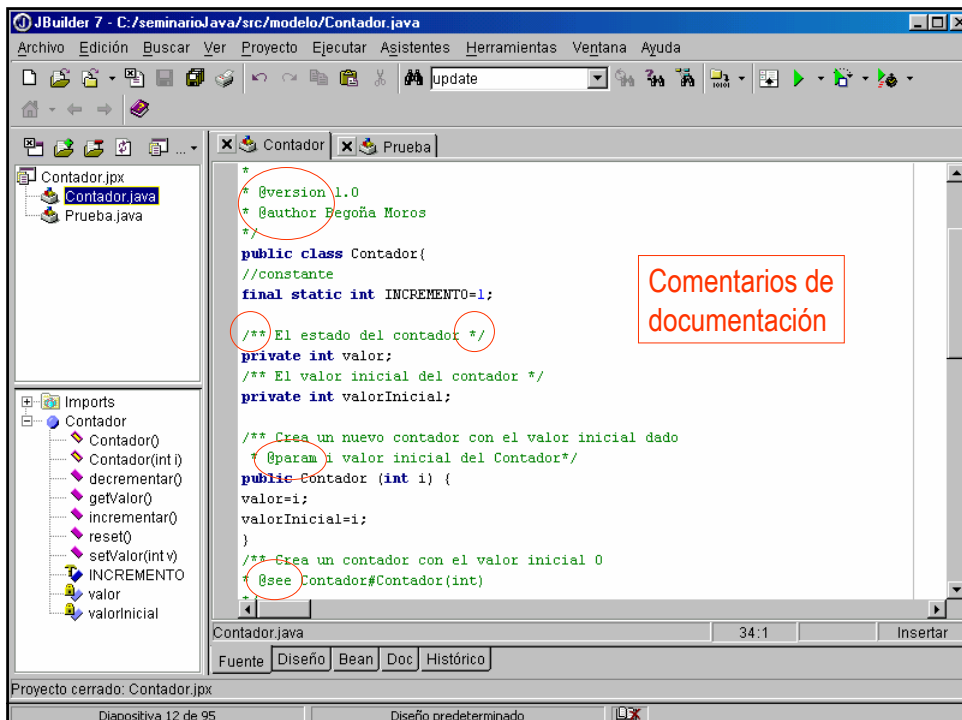 JBuilder 7 - C:/seminarioJava/src/modelo/Contador.java
Archivo Edición Buscar Ver Proyecto Ejecutar Asistentes Herramientas Ventana Ayuda
update
Contador.jpx
Contador.java
Prueba.java
Imports
Contador
Contador()
Contador(int i)
decrementar()
getValor()
incrementar()
reset()
setValor(int v)
INCREMENTO
valor
valorInicial
Contador Prueba
*
* @version 1.0
* @author Begoña Moros
*/
public class Contador{
//constante
final static int INCREMENTO=1;
/** El estado del contador */
private int valor;
/** El valor inicial del contador */
private int valorInicial;
/** Crea un nuevo contador con el valor inicial dado
* @param i valor inicial del Contador*/
public Contador (int i) {
valor=i;
valorInicial=i;
}
/** Crea un contador con el valor inicial 0
* @see Contador#Contador(int)
Comentarios de
documentación
Contador.java 34:1 Insertar
Fuente Diseño Bean Doc Histórico
Proyecto cerrado: Contador.jpx
Diapositiva 12 de 95 Diseño predeterminado